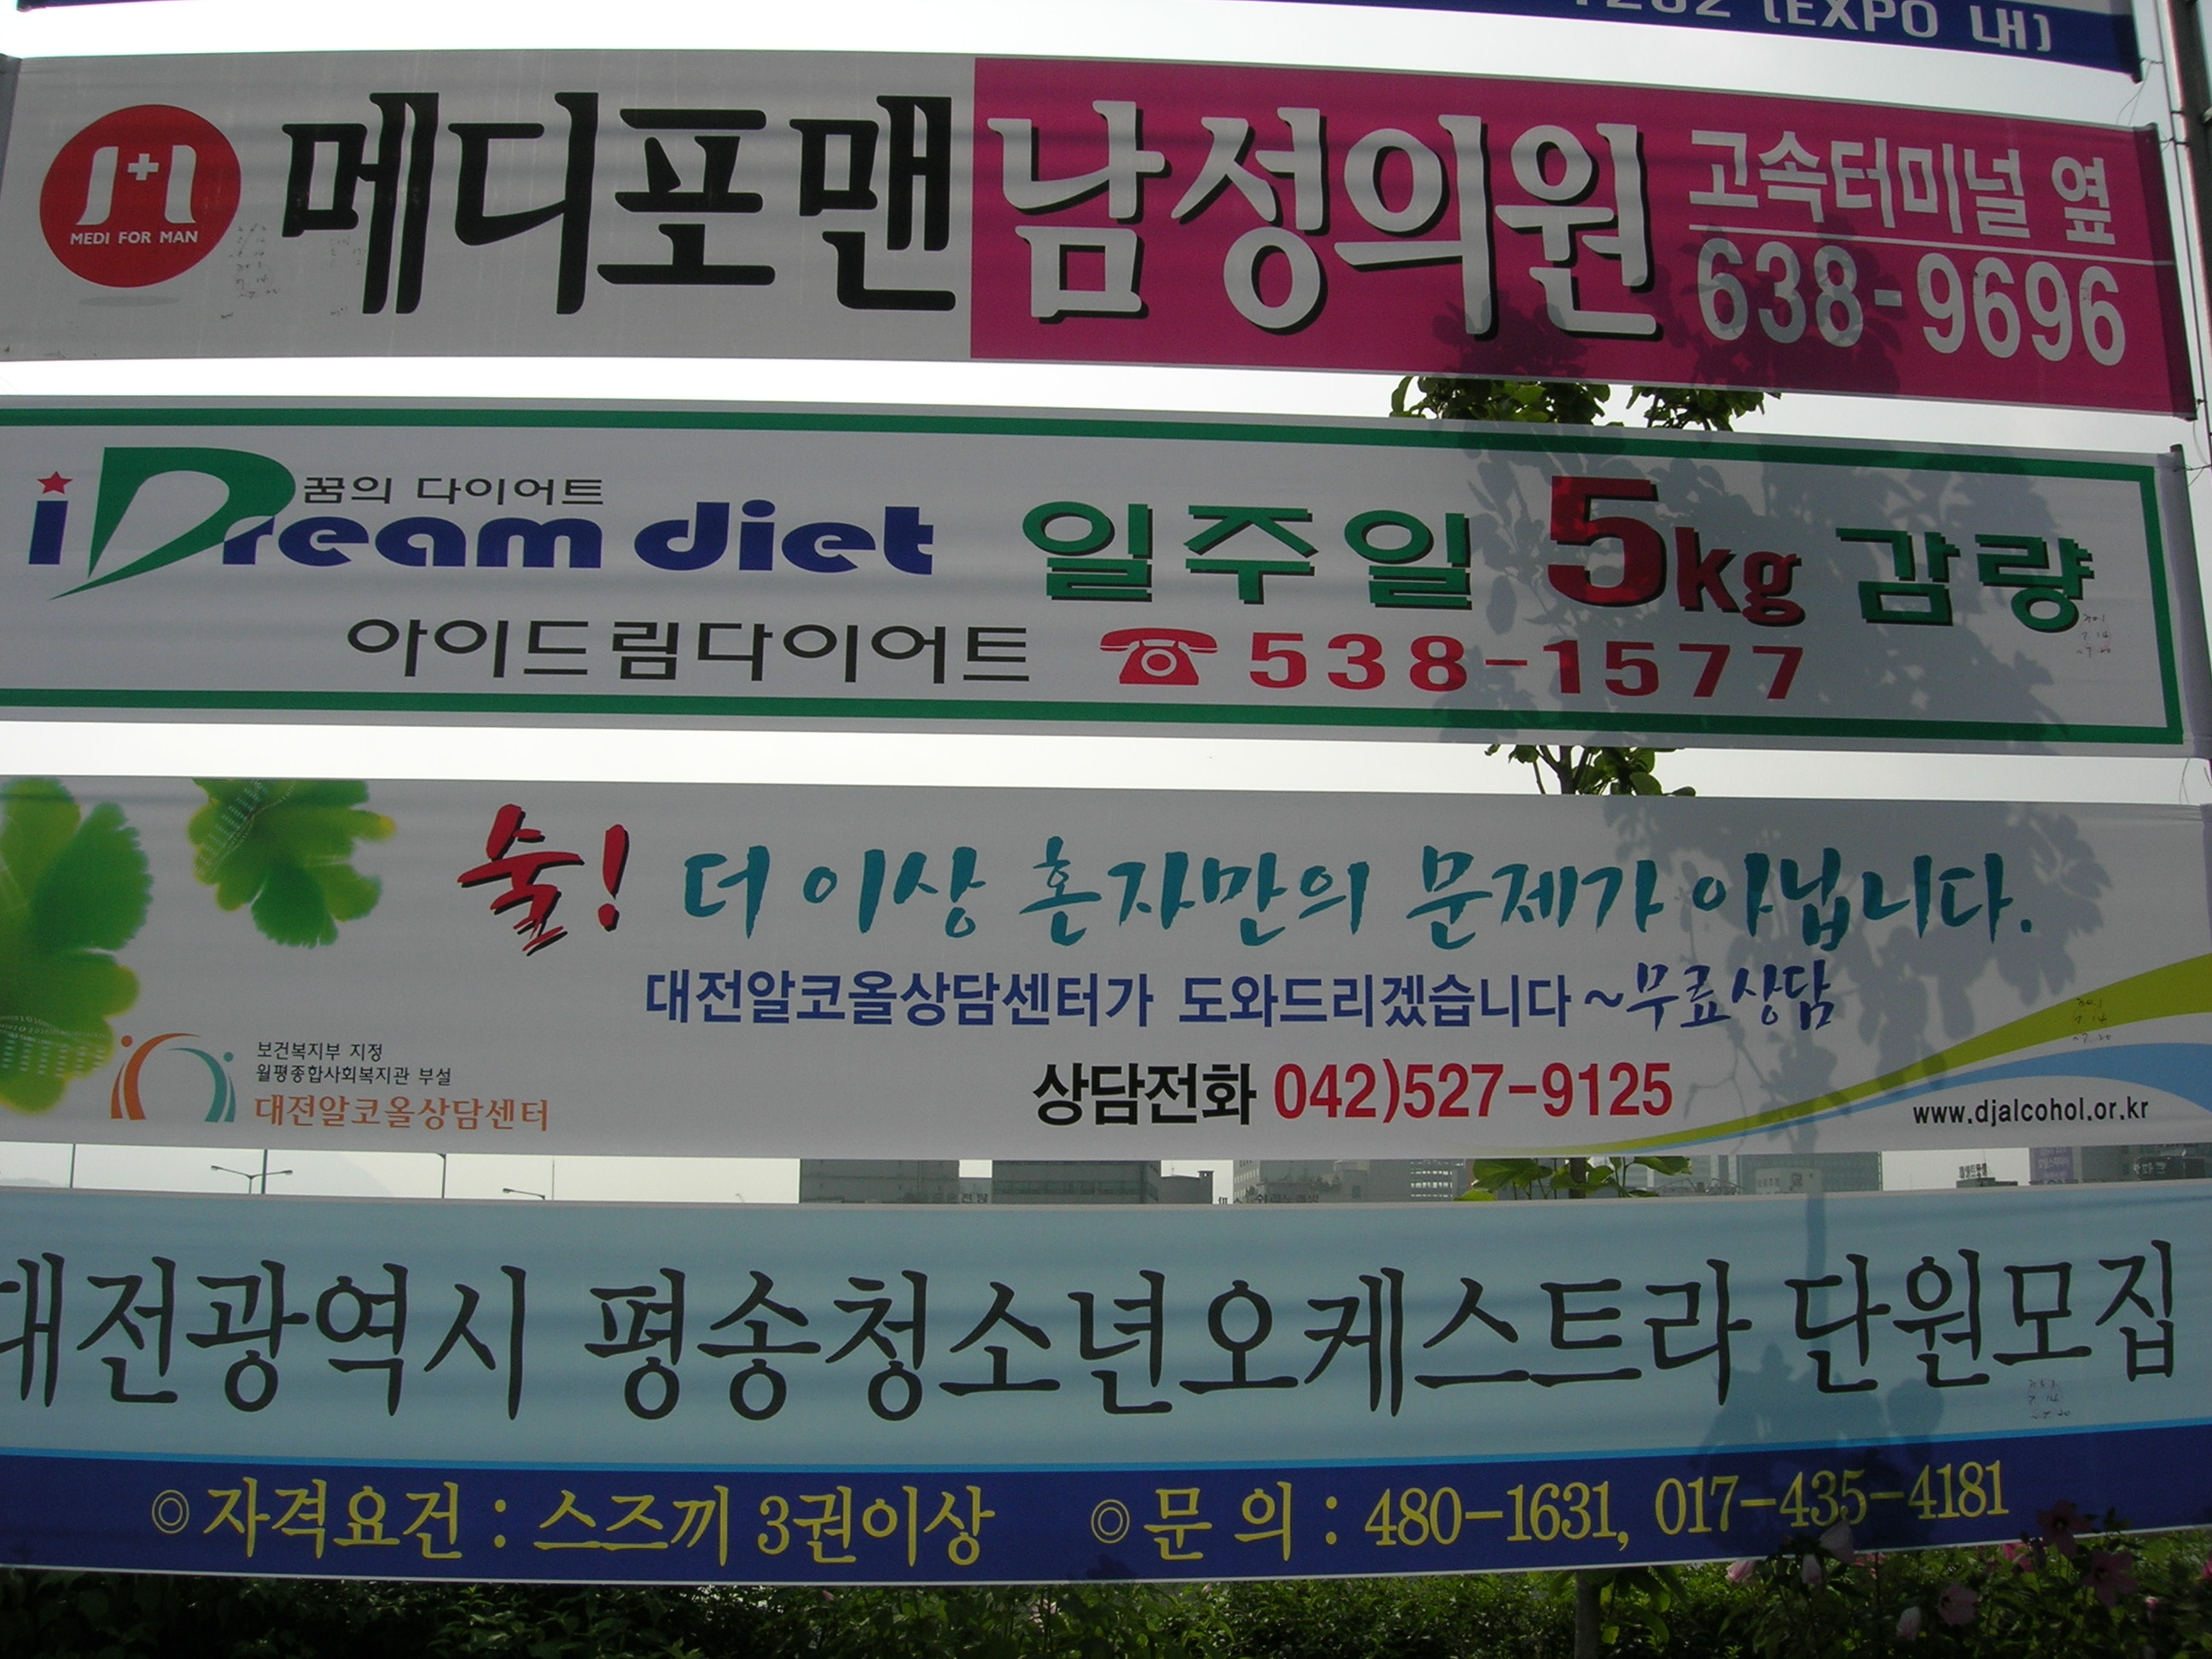 (EXPO 내)
MEDI FOR MAN
메디포맨 남성의원 고속터미널 옆
638-9696
꿈의 다이어트
iDream diet 일주일 5kg 감량
아이드림다이어트 ☎538-1577
술! 더 이상 혼자만의 문제가 아닙니다.
대전알코올상담센터가 도와드리겠습니다~무료상담
보건복지부 지정
월평종합사회복지관 부설
대전알코올상담센터
상담전화 042)527-9125
www.djalcohol.or.kr
대전광역시 평송청소년오케스트라 단원모집
◎자격요건 : 스즈끼 3권이상 ◎문 의 : 480-1631, 017-435-4181